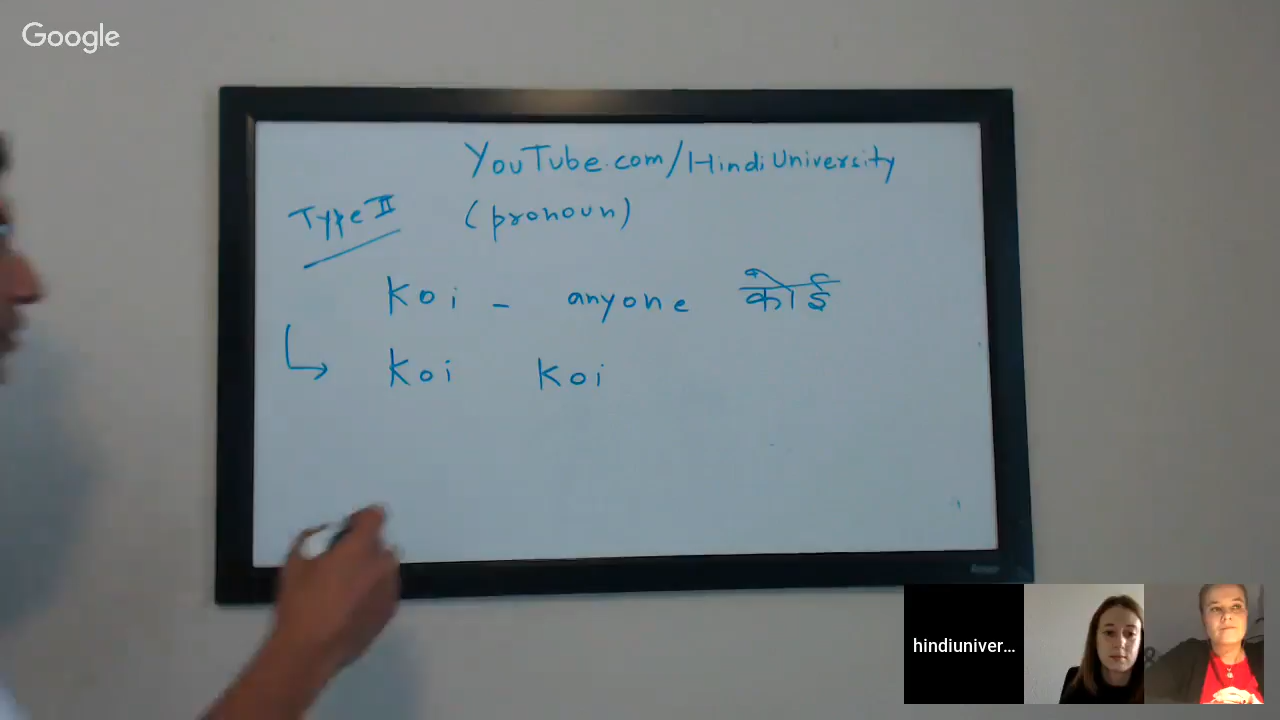 Google
YouTube.com/HindiUniversity
Type II (pronoun)
Koi - anyone कोई
Koi Koi
hindiuniver...